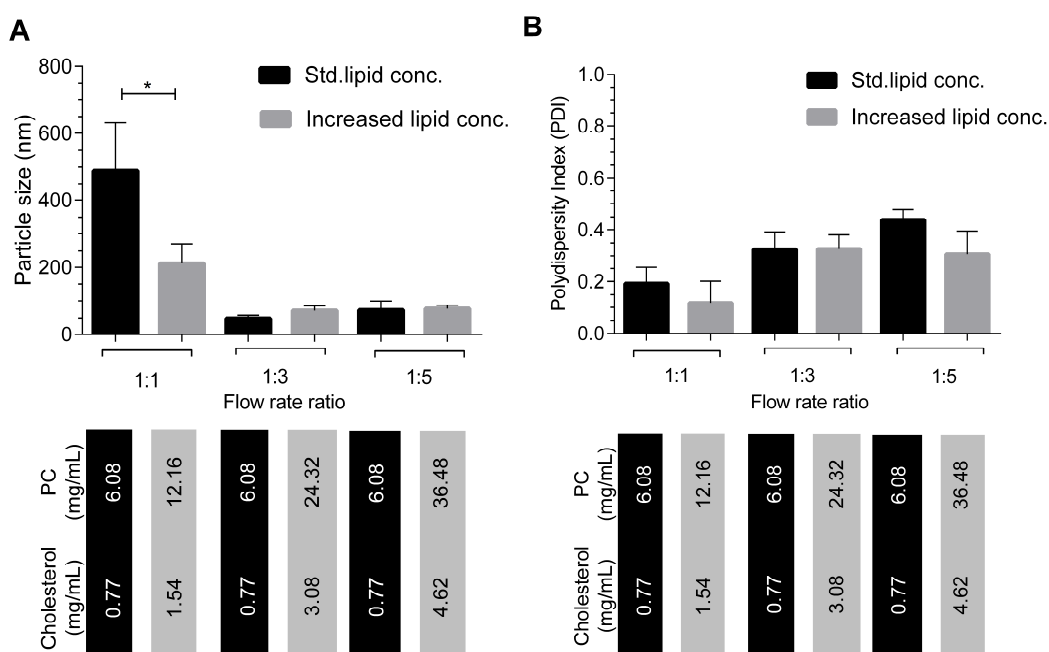 A
800
600
400
200
0
Particle size (nm)
*
Std.lipid conc.
Increased lipid conc.
1:1
1:3
1:5
Flow rate ratio
PC
(mg/mL)
6.08
12.16
6.08
24.32
6.08
36.48
Cholesterol
(mg/mL)
0.77
1.54
0.77
3.08
0.77
4.62
B
1.0
0.8
0.6
0.4
0.2
0.0
Polydispersity Index (PDI)
Std.lipid conc.
Increased lipid conc.
1:1
1:3
1:5
Flow rate ratio
PC
(mg/mL)
6.08
12.16
6.08
24.32
6.08
36.48
Cholesterol
(mg/mL)
0.77
1.54
0.77
3.08
0.77
4.62